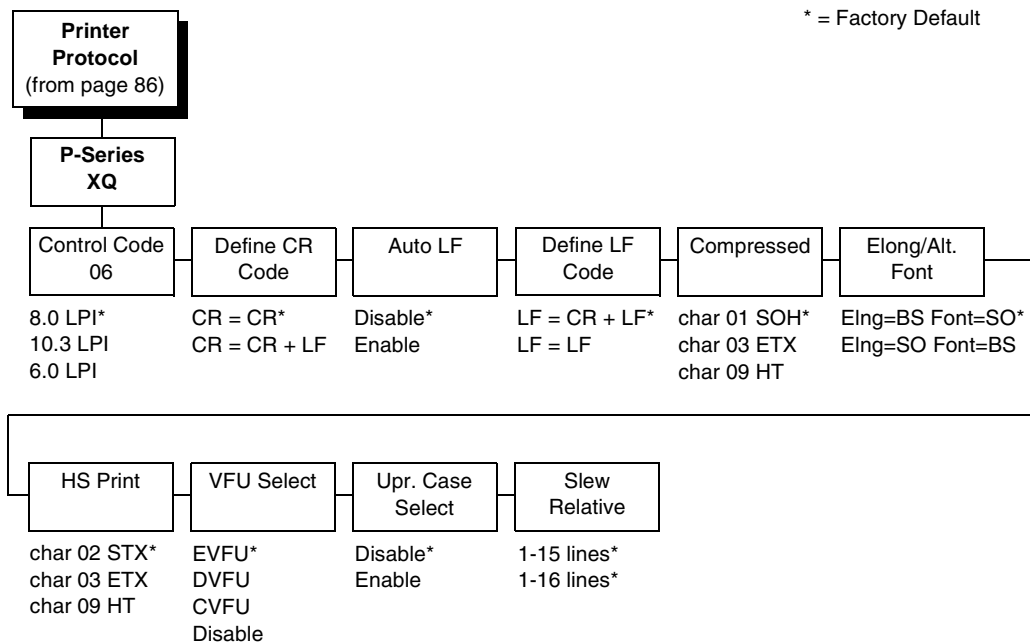 * = Factory Default
Printer
Protocol
(from page 86)
P-Series
XQ
Control Code
06
8.0 LPI*
10.3 LPI
6.0 LPI
Define CR
Code
CR = CR*
CR = CR + LF
Auto LF
Disable*
Enable
Define LF
Code
LF = CR + LF*
LF = LF
Compressed
char 01 SOH*
char 03 ETX
char 09 HT
Elong/Alt.
Font
Elng=BS Font=SO*
Elng=SO Font=BS
HS Print
char 02 STX*
char 03 ETX
char 09 HT
VFU Select
EVFU*
DVFU
CVFU
Disable
Upr. Case
Select
Disable*
Enable
Slew
Relative
1-15 lines*
1-16 lines*